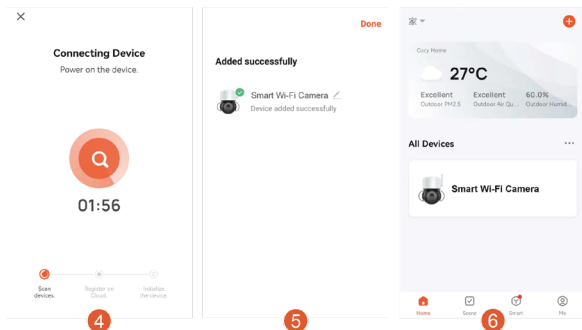 Connecting Device
Power on the device.
01:56
Scan devices.
Register on Cloud
Initialize the device.
4
Done
Added successfully
Smart Wi-Fi Camera
Device added successfully
5
家
Cozy Home
27°C
Excellent Excellent 60.0%
Outdoor PM2.5 Outdoor Air Qu... Outdoor Humid...
All Devices
Smart Wi-Fi Camera
Home Scene Smart Me
6